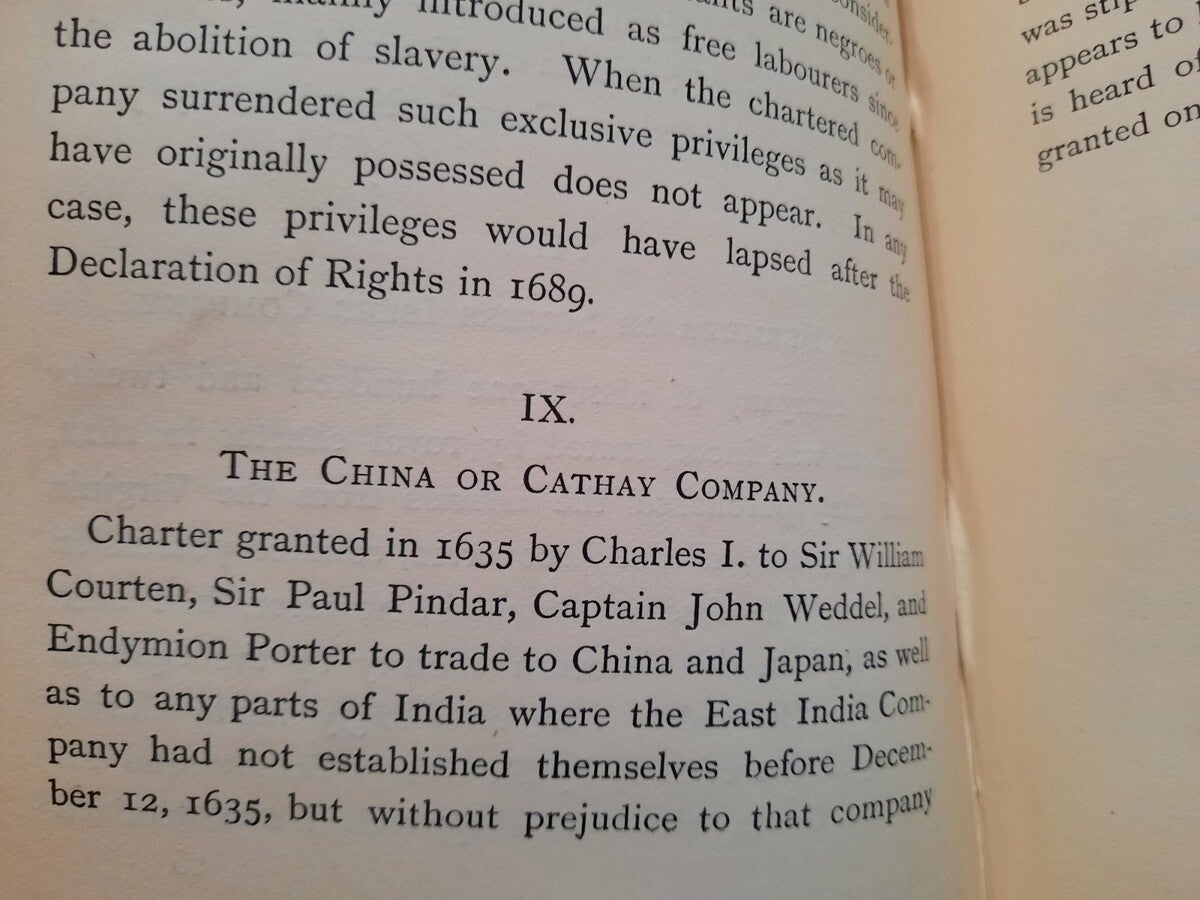 mainly introduced as free labourers since
are negroes or
consider-
the abolition of slavery. When the chartered com-
pany surrendered such exclusive privileges as it may
have originally possessed does not appear. In any
case, these privileges would have lapsed after the
Declaration of Rights in 1689.
IX.
THE CHINA OR CATHAY COMPANY.
Charter granted in 1635 by Charles I. to Sir William
Courten, Sir Paul Pindar, Captain John Weddel, and
Endymion Porter to trade to China and Japan, as well
as to any parts of India where the East India Com-
pany had not established themselves before Decem-
ber 12, 1635, but without prejudice to that company
was
appears to
is heard of
granted on